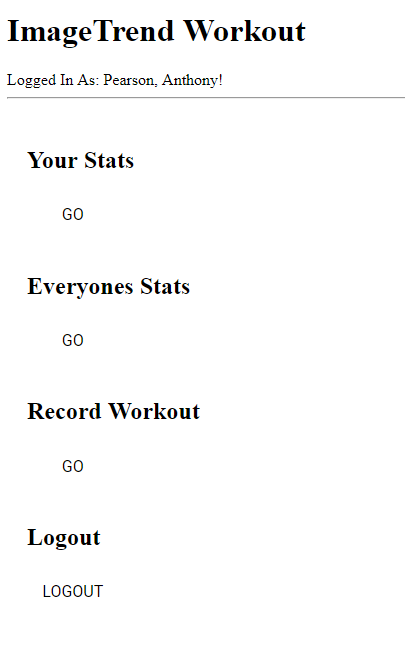 ImageTrend Workout
Logged In As: Pearson, Anthony!
Your Stats
GO
Everyones Stats
GO
Record Workout
GO
Logout
LOGOUT